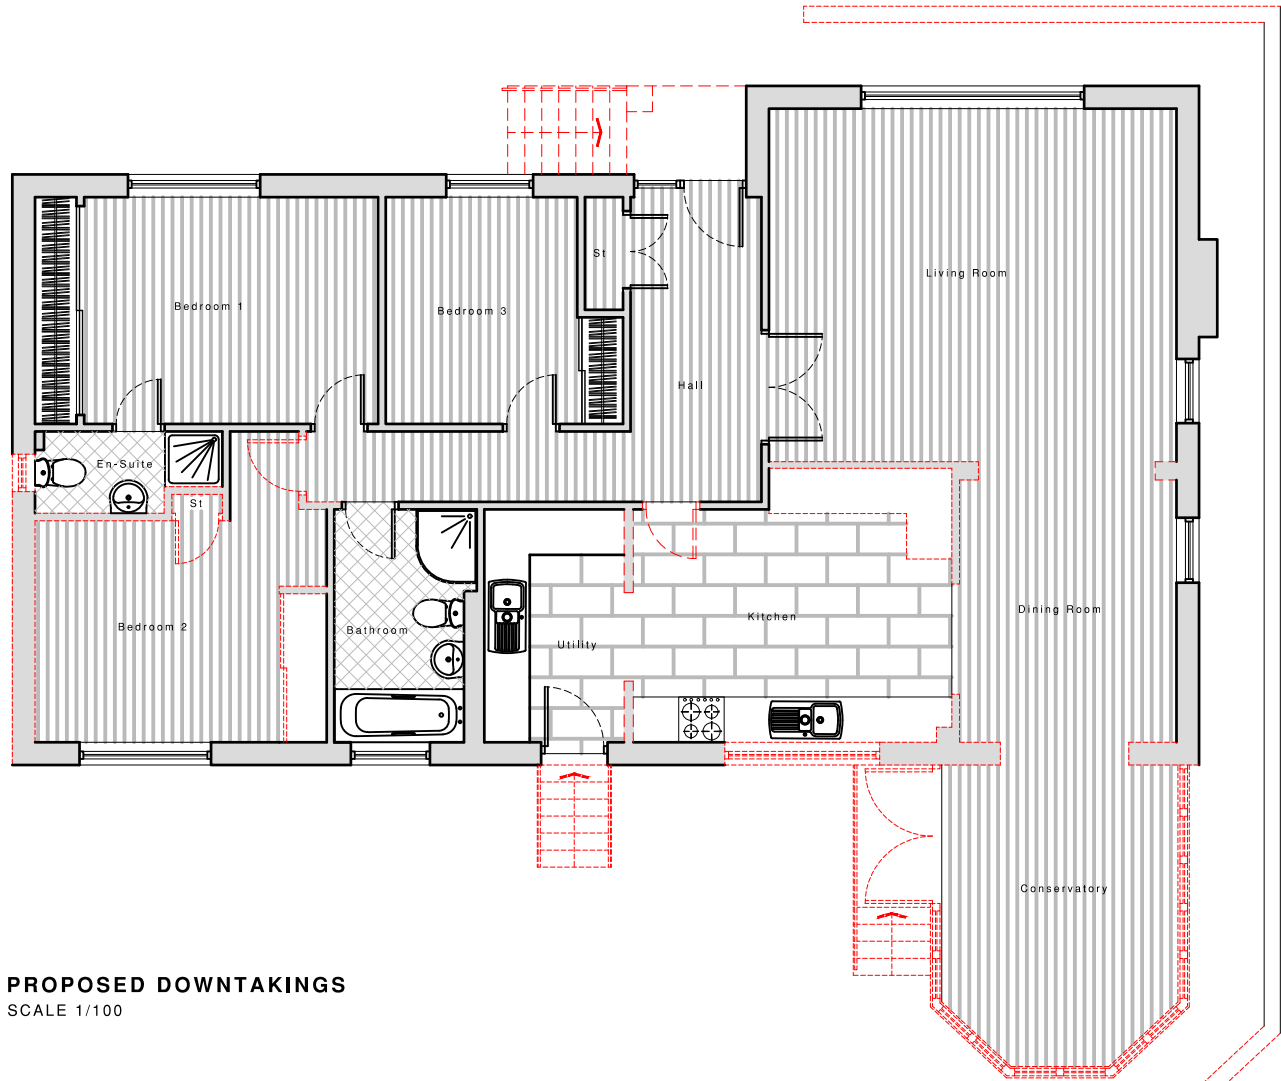 St
Living Room
Bedroom 1
Bedroom 3
Hall
En-Suite
St
Dining Room
Kitchen
Bedroom 2
Bathroom
Utility
Conservatory
PROPOSED DOWNTAKINGS
SCALE 1/100